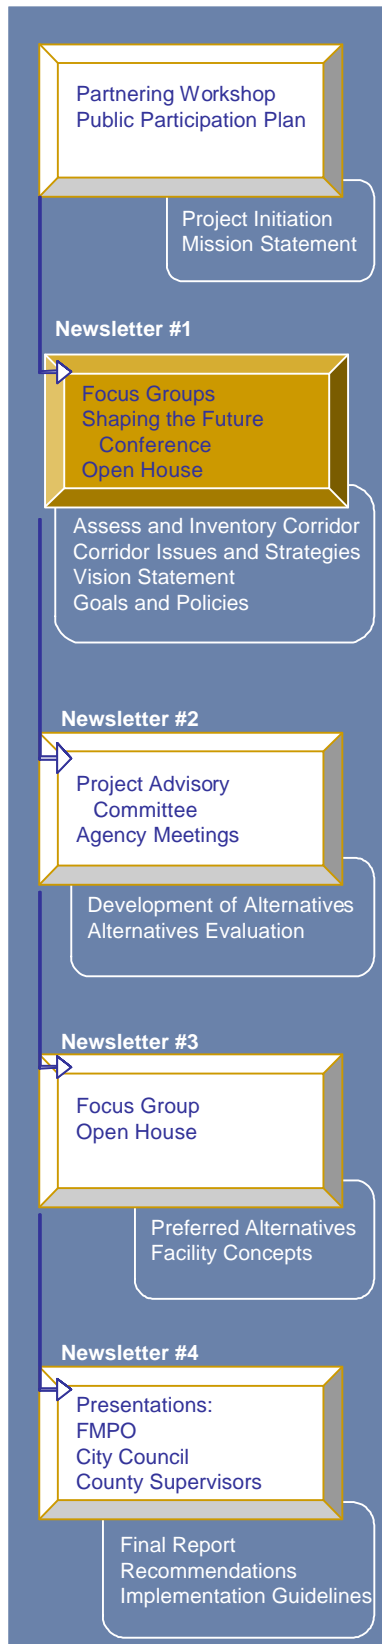 Partnering Workshop
Public Participation Plan
Project Initiation
Mission Statement
Newsletter #1
Focus Groups
Shaping the Future
Conference
Open House
Assess and Inventory Corridor
Corridor Issues and Strategies
Vision Statement
Goals and Policies
Newsletter #2
Project Advisory
Committee
Agency Meetings
Development of Alternatives
Alternatives Evaluation
Newsletter #3
Focus Group
Open House
Preferred Alternatives
Facility Concepts
Newsletter #4
Presentations:
FMPO
City Council
County Supervisors
Final Report
Recommendations
Implementation Guidelines